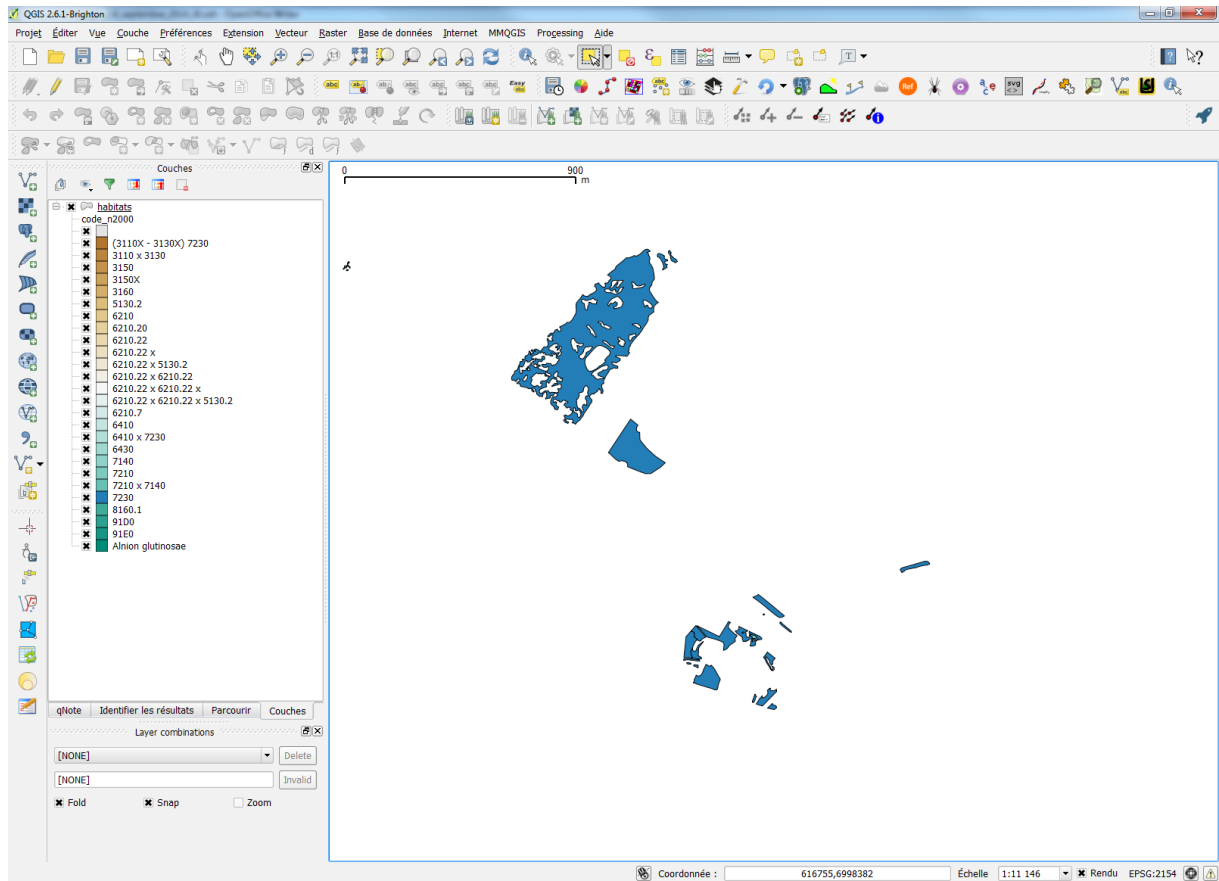 QGIS 2.6.1-Brighton
Projet Éditer Vue Couche Préférences Extension Vecteur Raster Base de données Internet MMQGIS Processing Aide
Couches
0 900
m
habitats
code_n2000
(3110X - 3130X) 7230
3110 x 3130
3150
3150X
3160
5130.2
6210
6210.20
6210.22
6210.22 x
6210.22 x 5130.2
6210.22 x 6210.22
6210.22 x 6210.22 x
6210.22 x 6210.22 x 5130.2
6210.7
6410
6410 x 7230
6430
7140
7210
7210 x 7140
7230
8160.1
91D0
91E0
Alnion glutinosae
qNote Identifier les résultats Parcourir Couches
Layer combinations
[NONE] Delete
[NONE] Invalid
Fold Snap Zoom
Coordonnée : 616755,6998382 Échelle 1:11 146 Rendu EPSG:2154